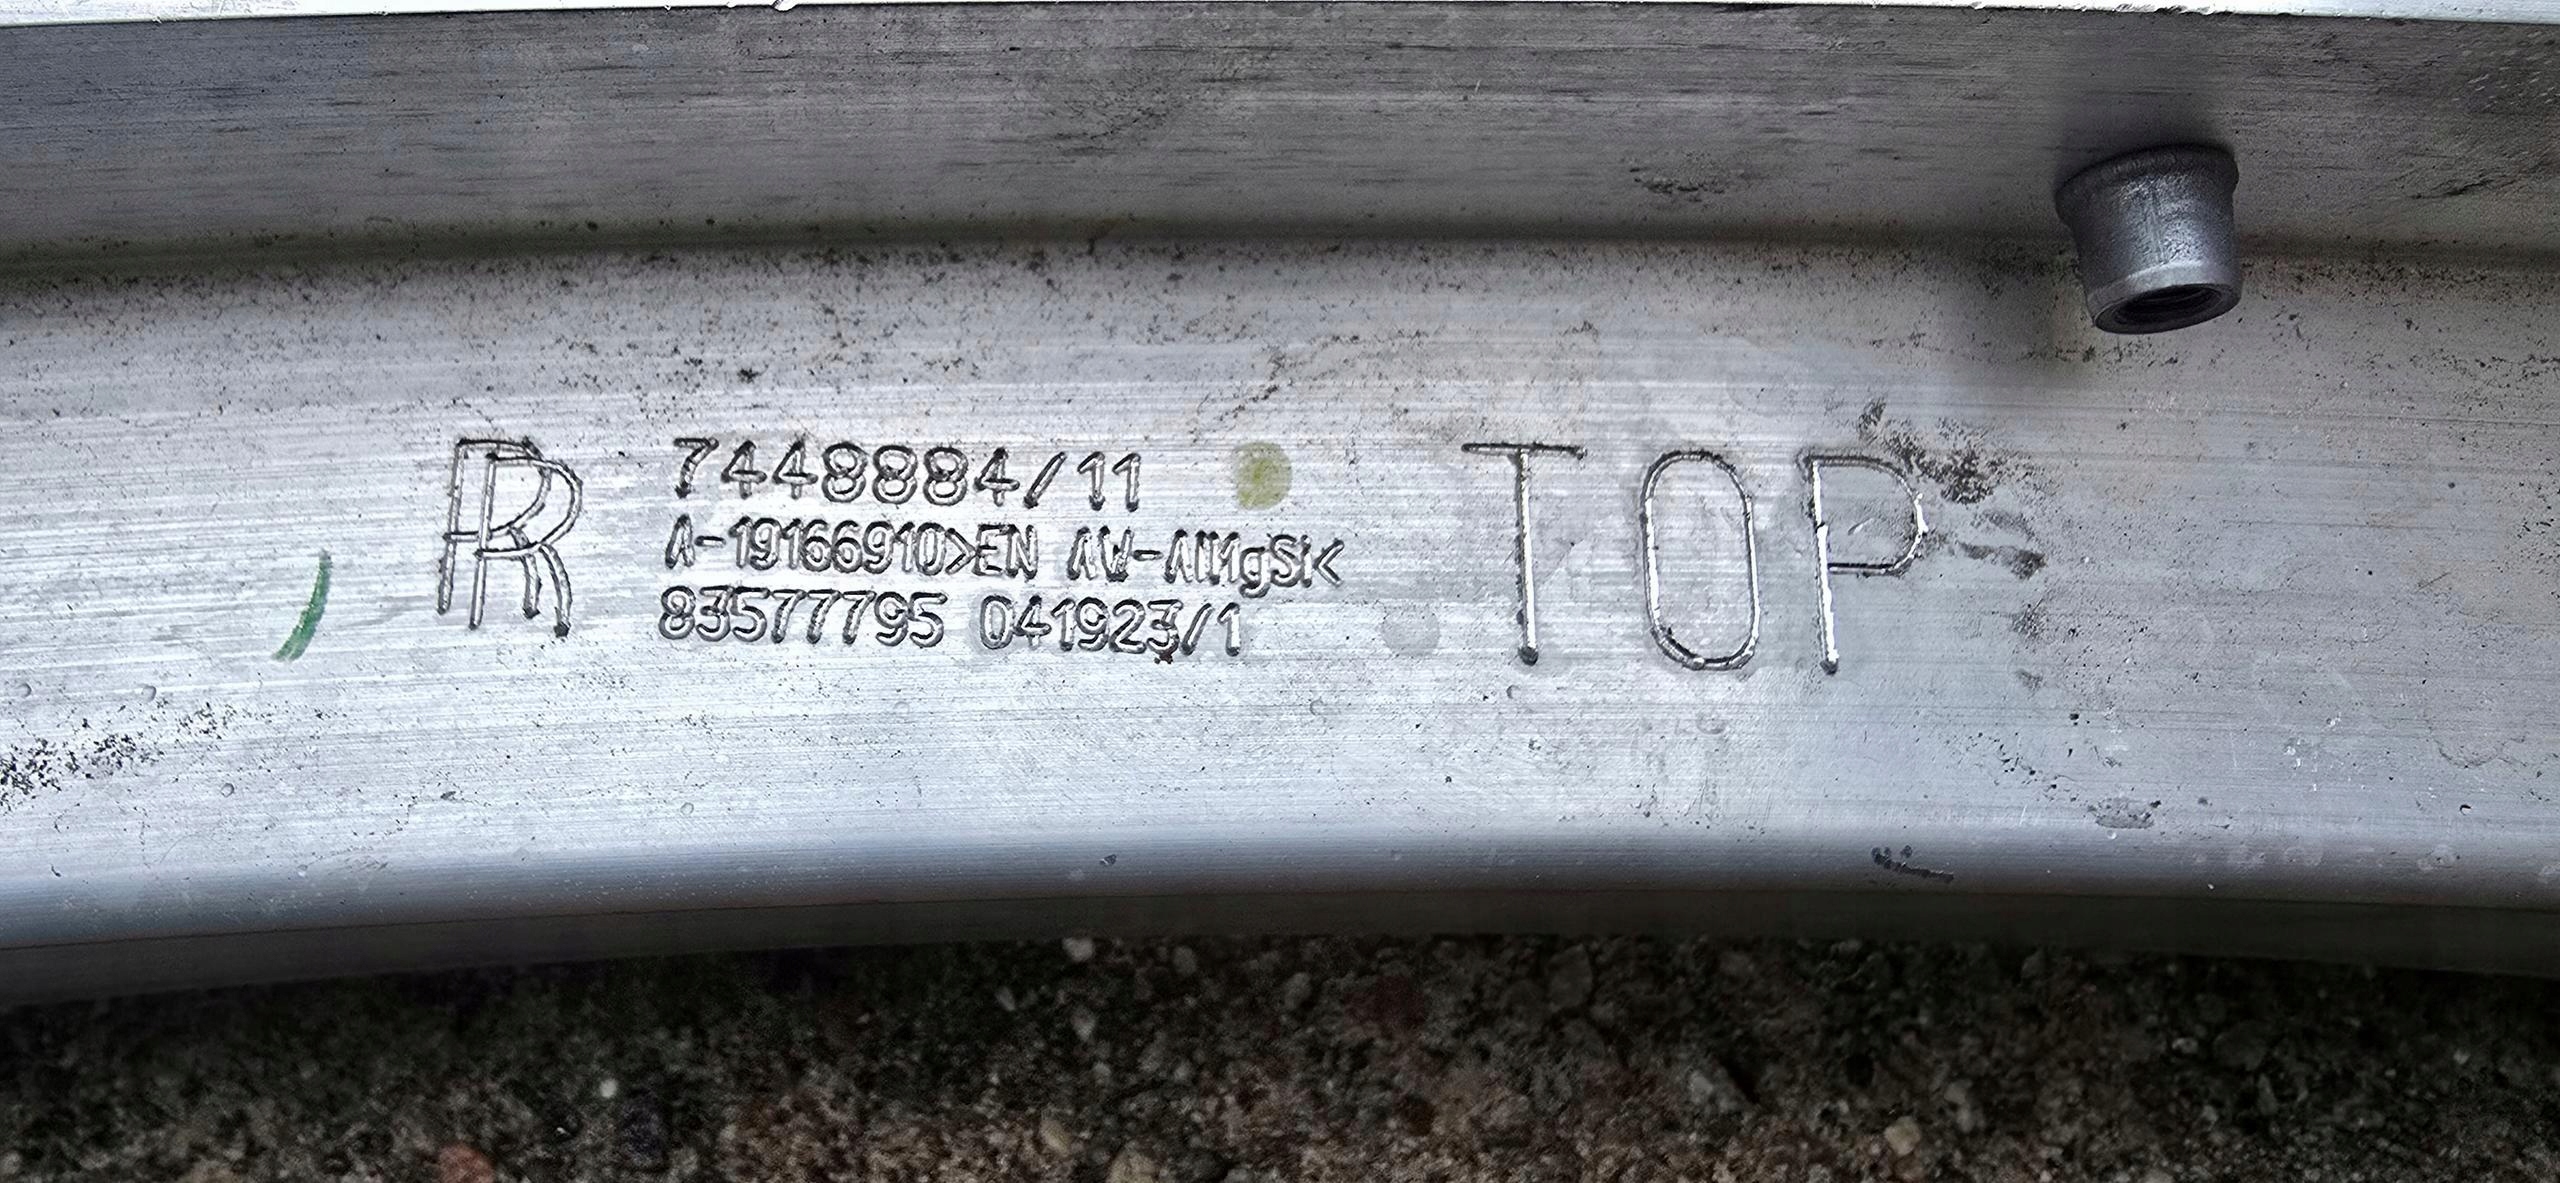 RR
7448884/11
A-19166910>EN AW-AlMgSi<
83577795 041923/1
TOP